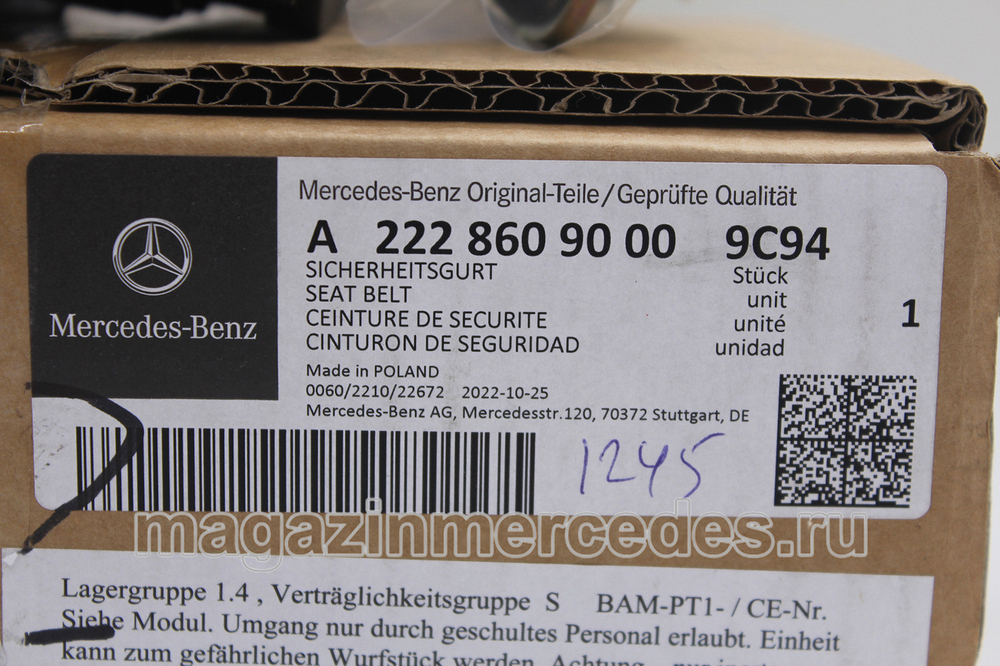 Mercedes-Benz Original-Teile/Geprüfte Qualität
A 222 860 90 00 9C94
SICHERHEITSGURT Stück
SEAT BELT unit
CEINTURE DE SECURITE unité
CINTURON DE SEGURIDAD unidad
1
Mercedes-Benz
Made in POLAND
0060/2210/22672 2022-10-25
Mercedes-Benz AG, Mercedesstr.120, 70372 Stuttgart, DE
1245
magazinmercedes.ru
Lagergruppe 1.4 , Verträglichkeitsgruppe S BAM-PT1- / CE-Nr.
Siehe Modul. Umgang nur durch geschultes Personal erlaubt. Einheit
kann zum gefährlichen Wurfstück werden. Achtung nur